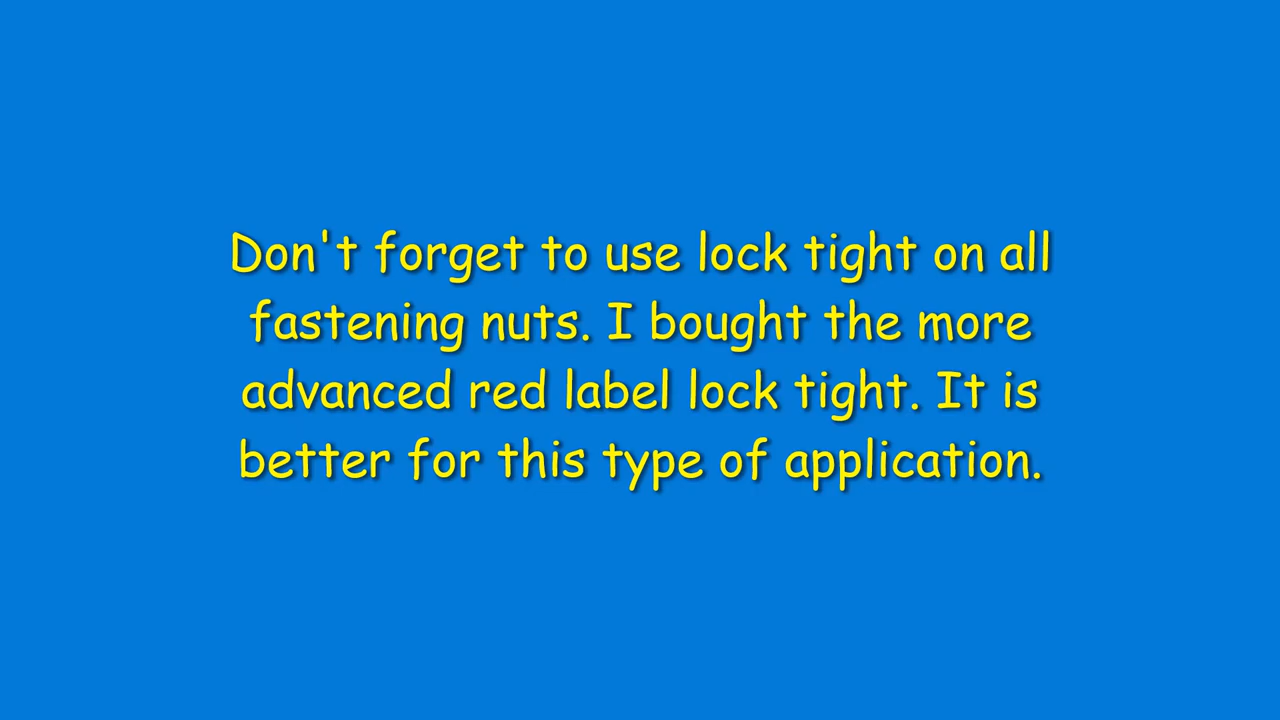 Don't forget to use lock tight on all
fastening nuts. I bought the more
advanced red label lock tight. It is
better for this type of application.